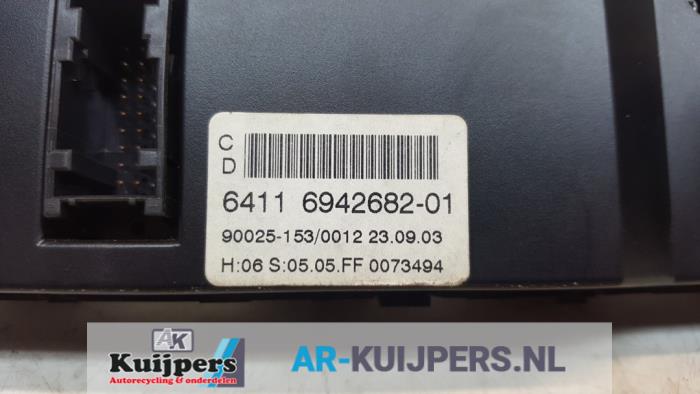 C
D
6411 6942682-01
90025-153/0012 23.09.03
H:06 S:05.05.FF 0073494
AK
Kuijpers
Autorecycling & onderdelen
AR-KUIJPERS.NL